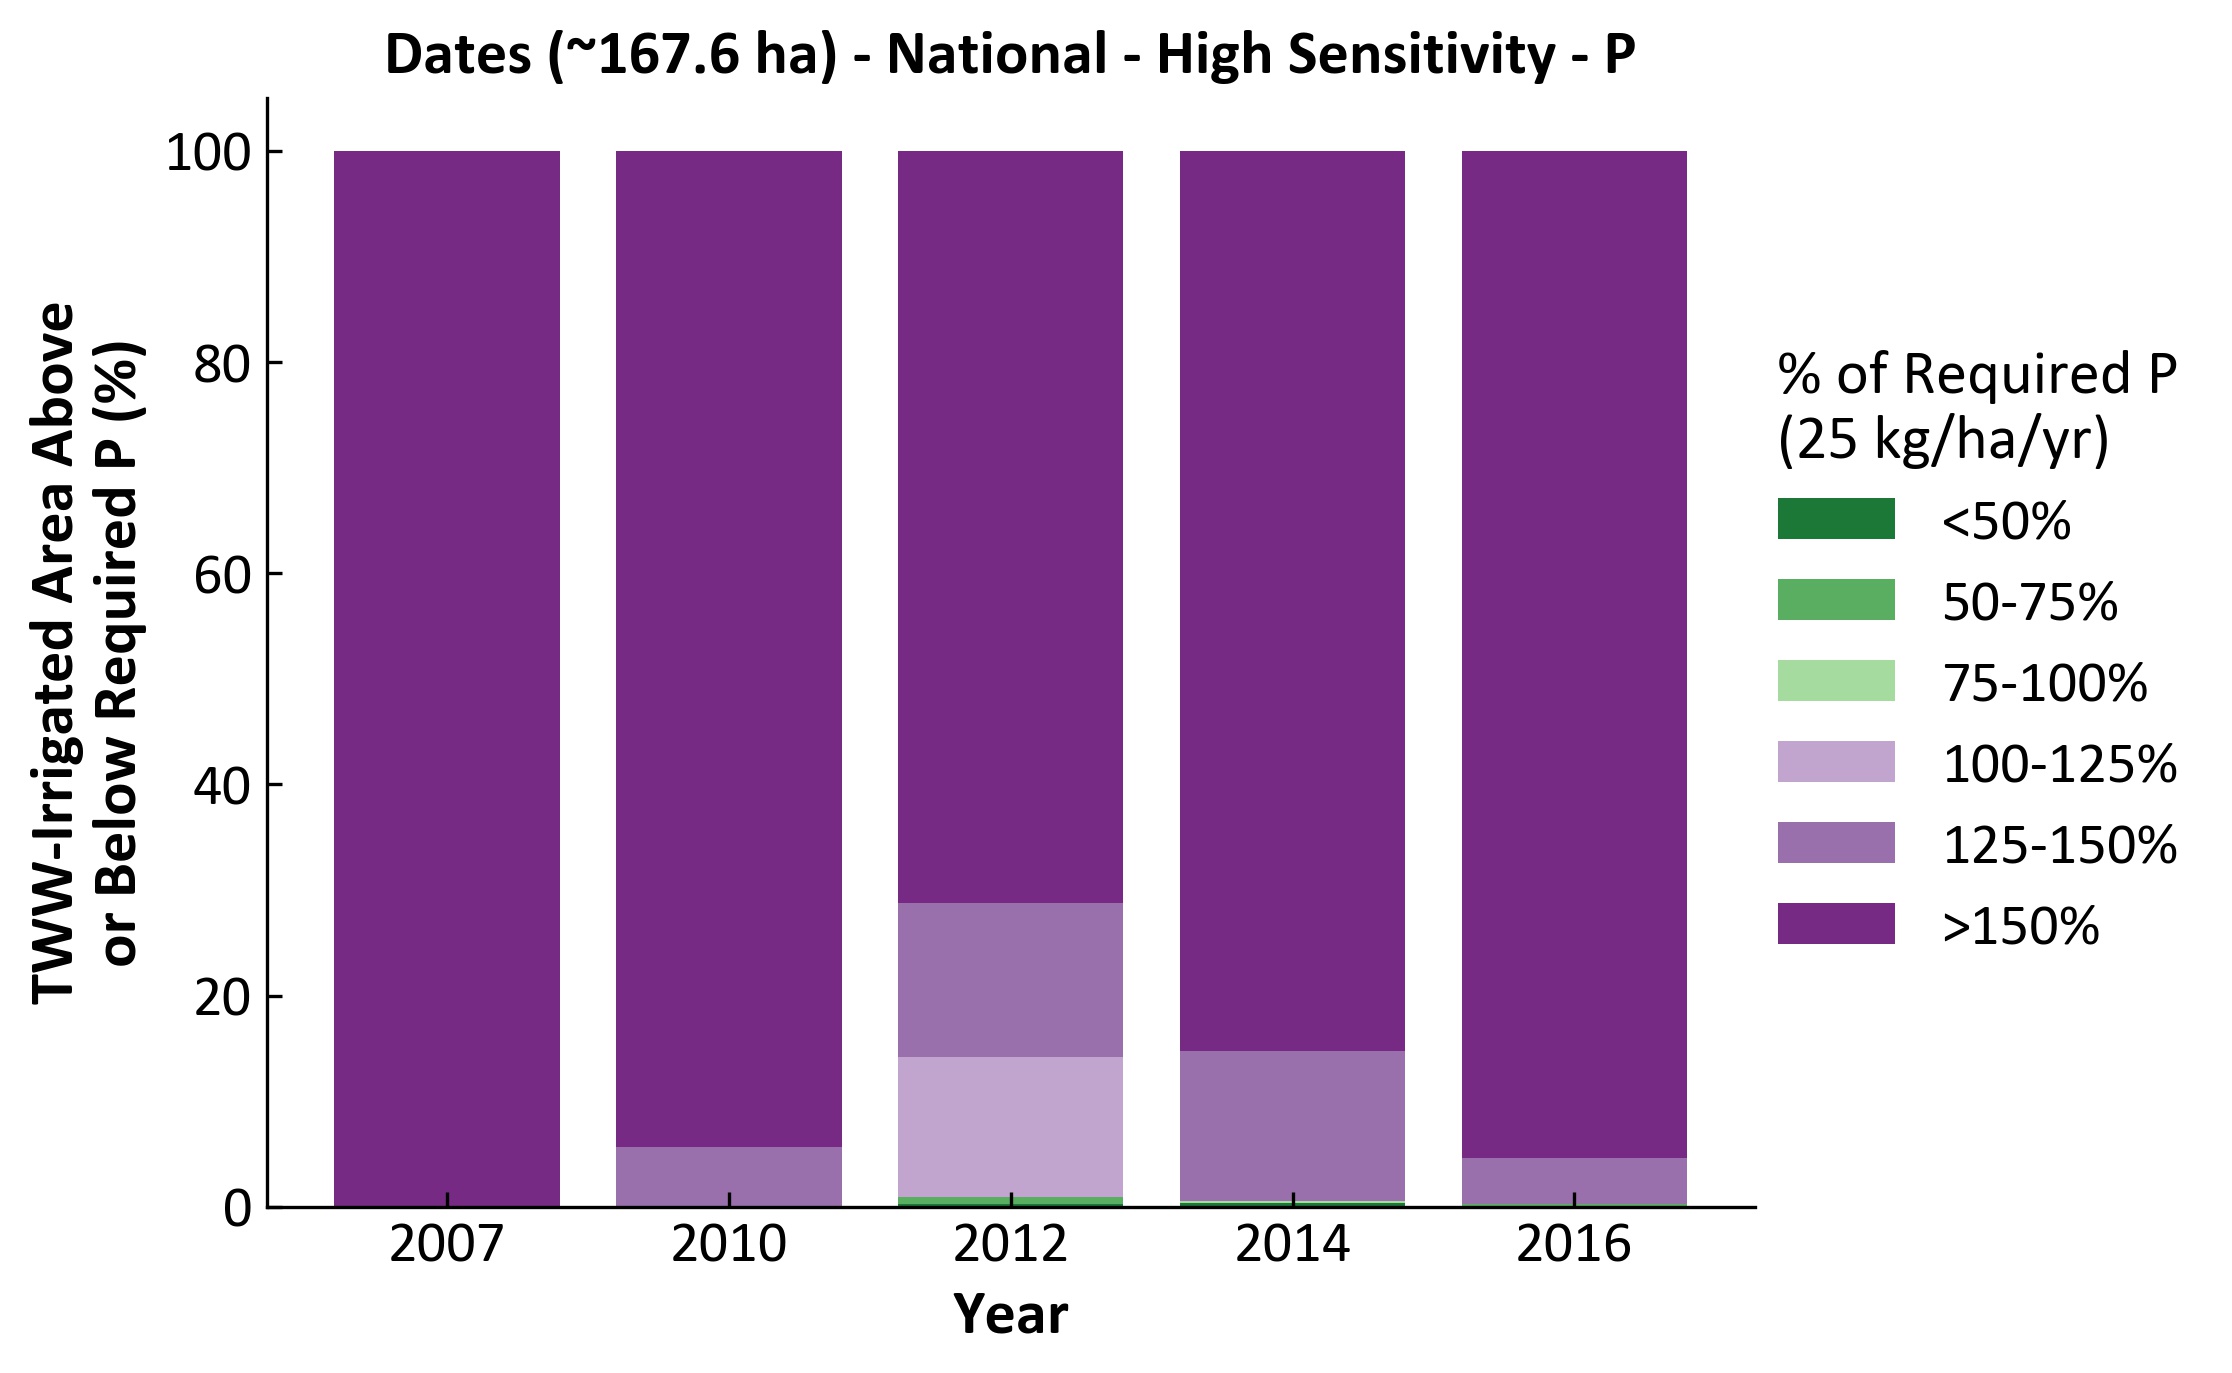 Dates (~167.6 ha) - National - High Sensitivity - P
TWW-Irrigated Area Above
or Below Required P (%)
100
80
60
40
20
0
2007
2010
2012
2014
2016
Year
% of Required P
(25 kg/ha/yr)
<50%
50-75%
75-100%
100-125%
125-150%
>150%